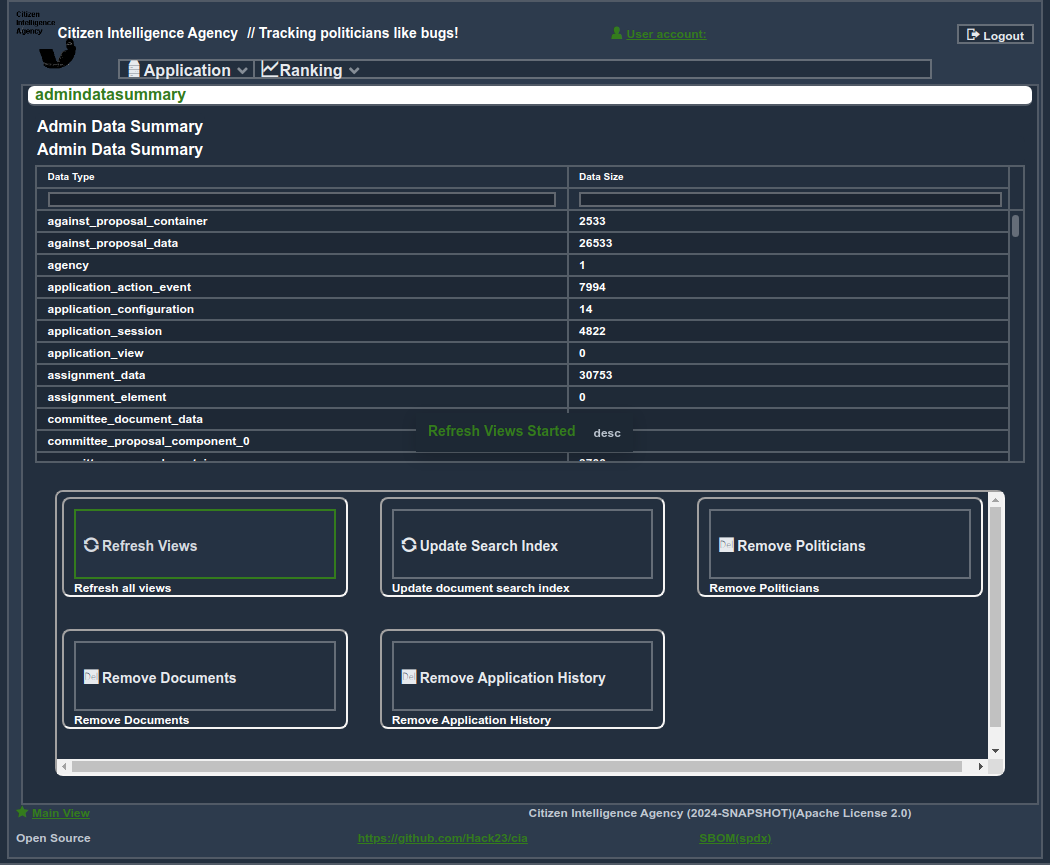 Citizen
Intelligence
Agency
Citizen Intelligence Agency // Tracking politicians like bugs!
User account:
Logout
Application
Ranking
admindatasummary
Admin Data Summary
Admin Data Summary
Data Type Data Size
against_proposal_container 2533
against_proposal_data 26533
agency 1
application_action_event 7994
application_configuration 14
application_session 4822
application_view 0
assignment_data 30753
assignment_element 0
committee_document_data
committee_proposal_component_0
Refresh Views Started desc
Refresh Views
Refresh all views
Update Search Index
Update document search index
Del Remove Politicians
Remove Politicians
Del Remove Documents
Remove Documents
Del Remove Application History
Remove Application History
Main View
Citizen Intelligence Agency (2024-SNAPSHOT)(Apache License 2.0)
Open Source
https://github.com/Hack23/cia
SBOM(spdx)